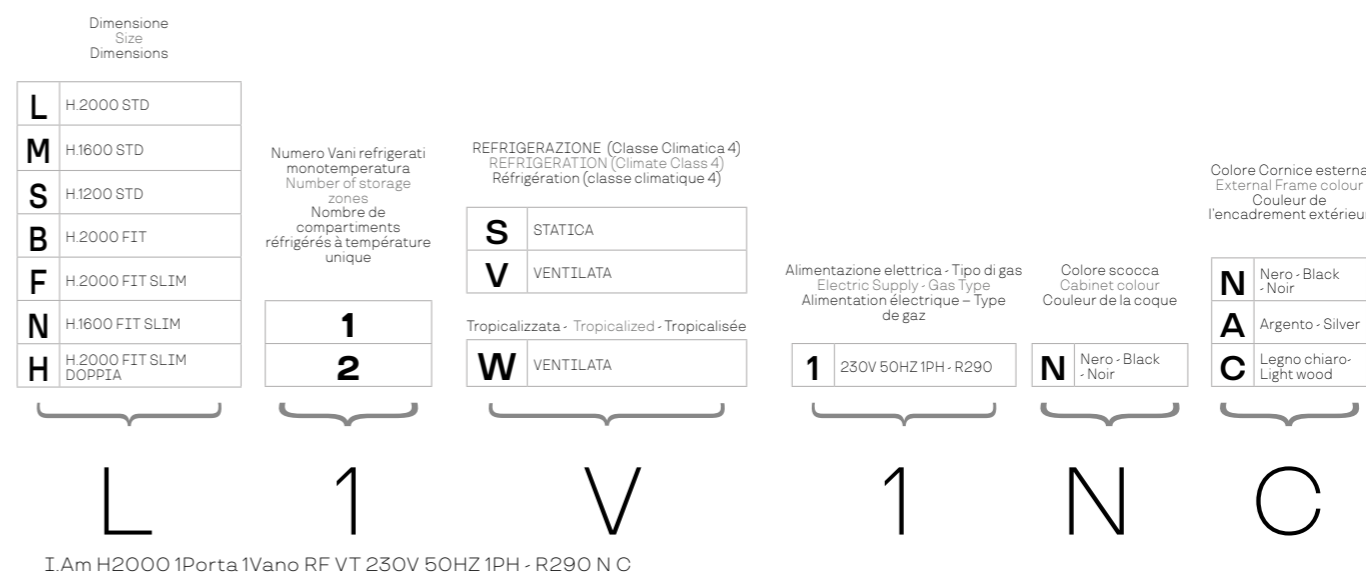 Dimensione
Size
Dimensions
L H.2000 STD
M H.1600 STD
S H.1200 STD
B H.2000 FIT
F H.2000 FIT SLIM
N H.1600 FIT SLIM
H H.2000 FIT SLIM
DOPPIA
Numero Vani refrigerati
monotemperatura
Number of storage
zones
Nombre de
compartiments
réfrigérés à température
unique
1
2
REFRIGERAZIONE (Classe Climatica 4)
REFRIGERATION (Climate Class 4)
Réfrigération (classe climatique 4)
S STATICA
V VENTILATA
Tropicalizzata - Tropicalized - Tropicalisée
W VENTILATA
Alimentazione elettrica - Tipo di gas
Electric Supply - Gas Type
Alimentation électrique – Type
de gaz
1 230V 50HZ 1PH - R290
Colore scocca
Cabinet colour
Couleur de la coque
N Nero - Black
- Noir
Colore Cornice esterna
External Frame colour
Couleur de
l'encadrement extérieur
N Nero - Black
- Noir
A Argento - Silver
C Legno chiaro-
Light wood
L 1 V 1 N C
I.Am H2000 1Porta 1Vano RF VT 230V 50HZ 1PH - R290 N C